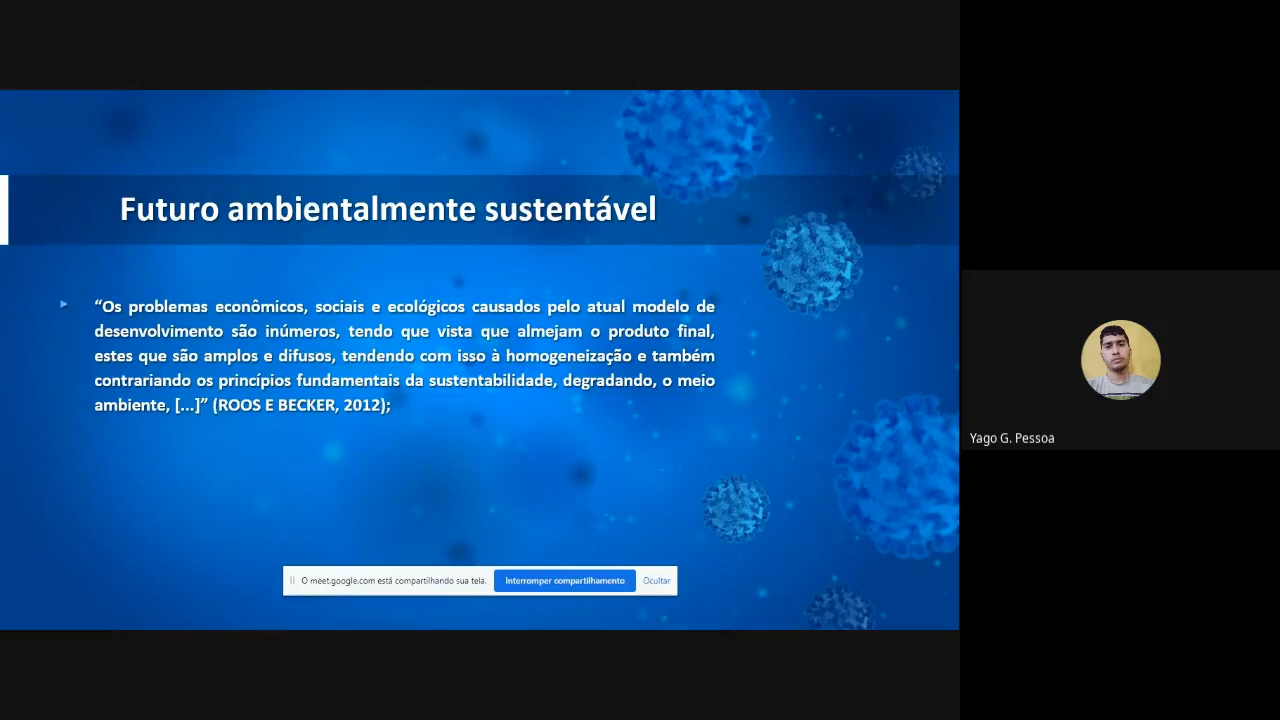 Futuro ambientalmente sustentável
“Os problemas econômicos, sociais e ecológicos causados pelo atual modelo de
desenvolvimento são inúmeros, tendo que vista que almejam o produto final,
estes que são amplos e difusos, tendendo com isso à homogeneização e também
contrariando os princípios fundamentais da sustentabilidade, degradando, o meio
ambiente, [...]” (ROOS E BECKER, 2012);
O meet.google.com está compartilhando sua tela. Interromper compartilhamento Ocultar
Yago G. Pessoa